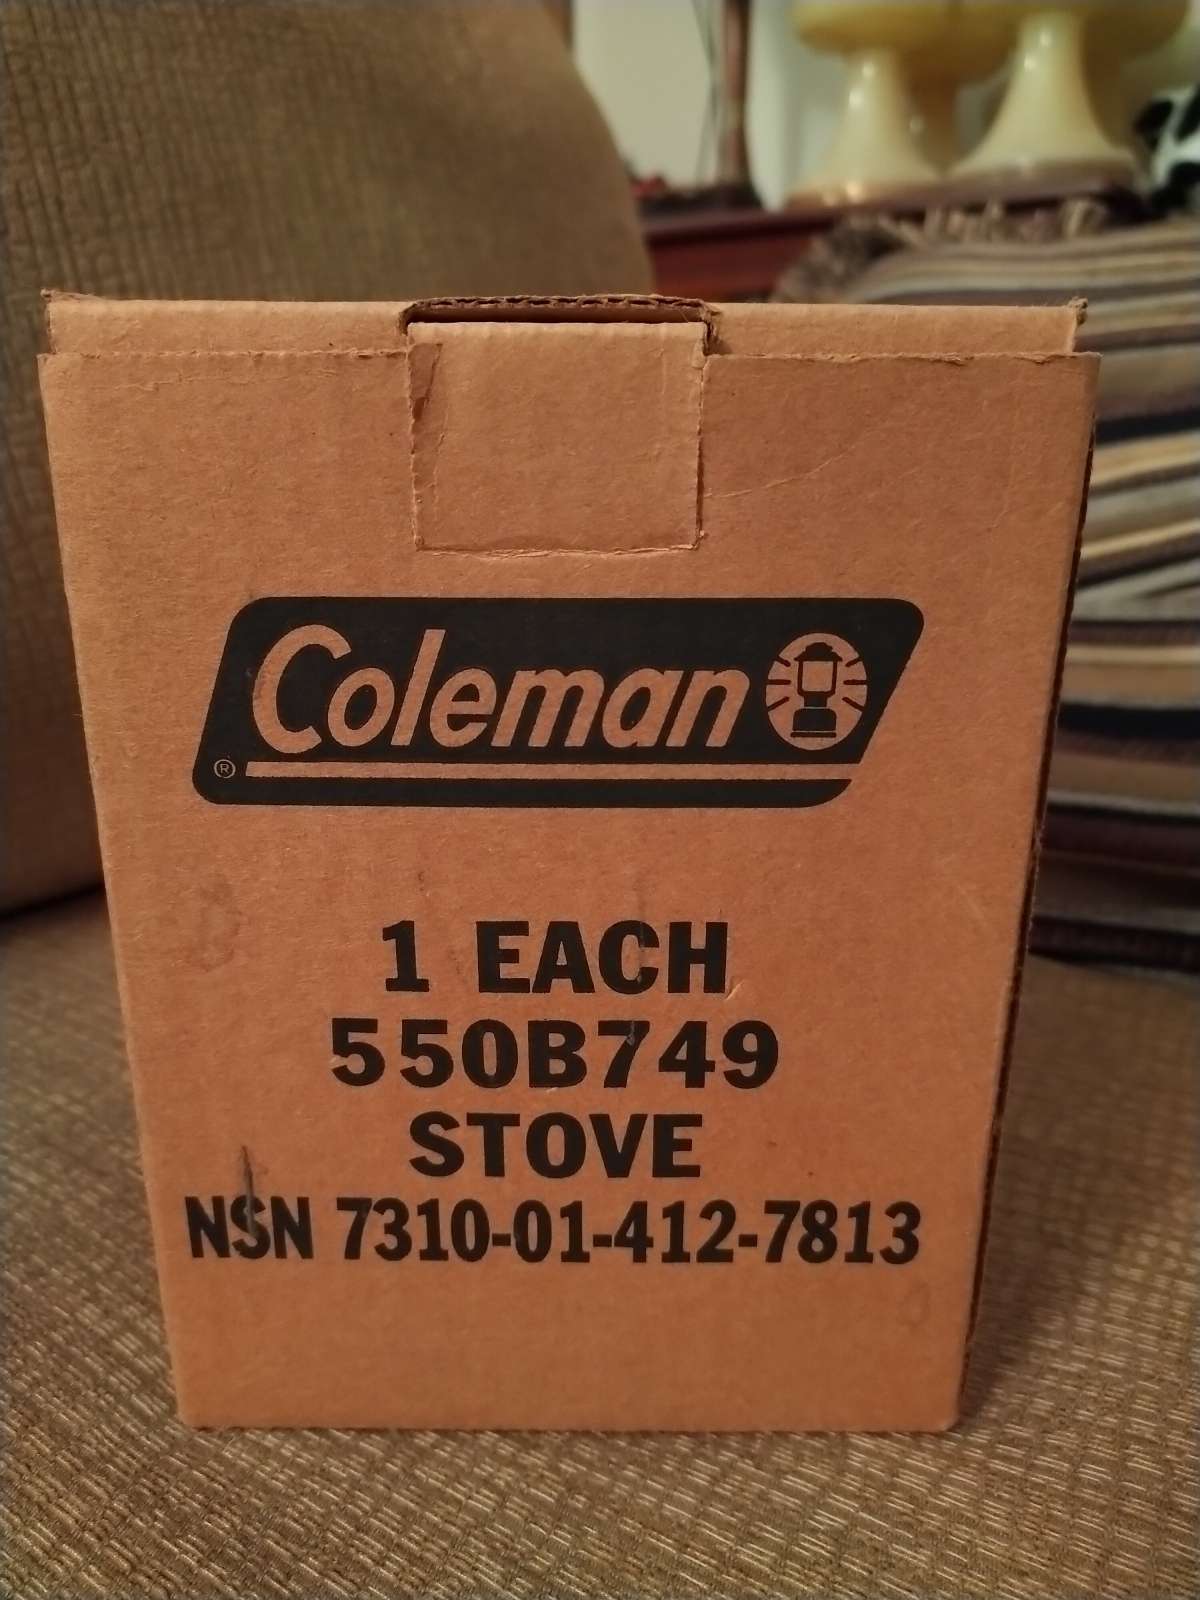 Coleman
®
1 EACH
550B749
STOVE
NSN 7310-01-412-7813